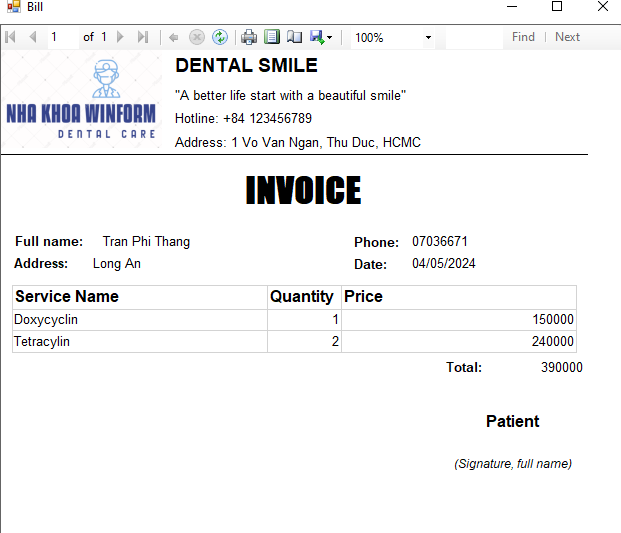 Bill
1 of 1 100% Find | Next
DENTAL SMILE
"A better life start with a beautiful smile"
NHA KHOA WINFORM
Hotline: +84 123456789
DENTAL CARE
Address: 1 Vo Van Ngan, Thu Duc, HCMC
INVOICE
Full name: Tran Phi Thang Phone: 07036671
Address: Long An Date: 04/05/2024
Service Name Quantity Price
Doxycyclin 1 150000
Tetracylin 2 240000
Total: 390000
Patient
(Signature, full name)